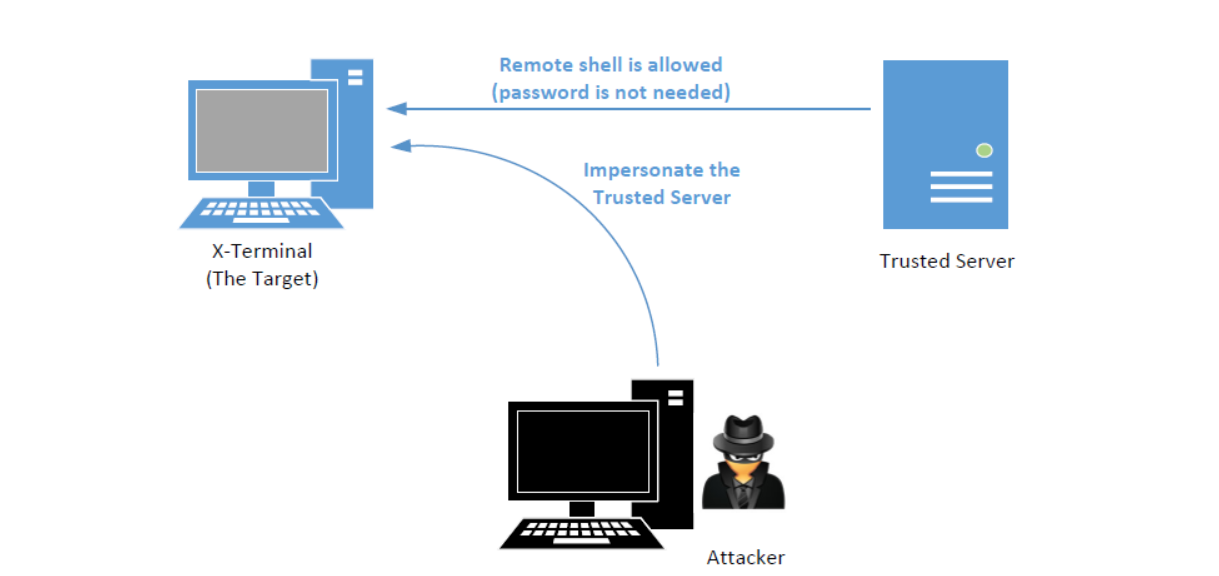 Remote shell is allowed
(password is not needed)
Impersonate the
Trusted Server
X-Terminal
(The Target)
Trusted Server
Attacker